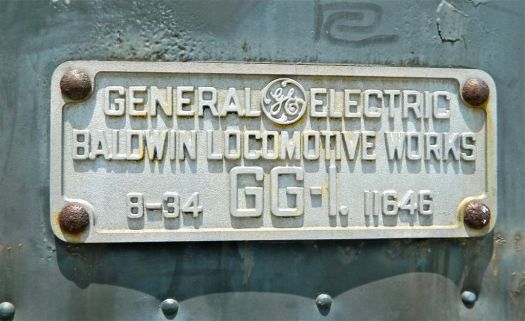 GENERAL GE ELECTRIC
BALDWIN LOCOMOTIVE WORKS
8-34 GG-1. 11646